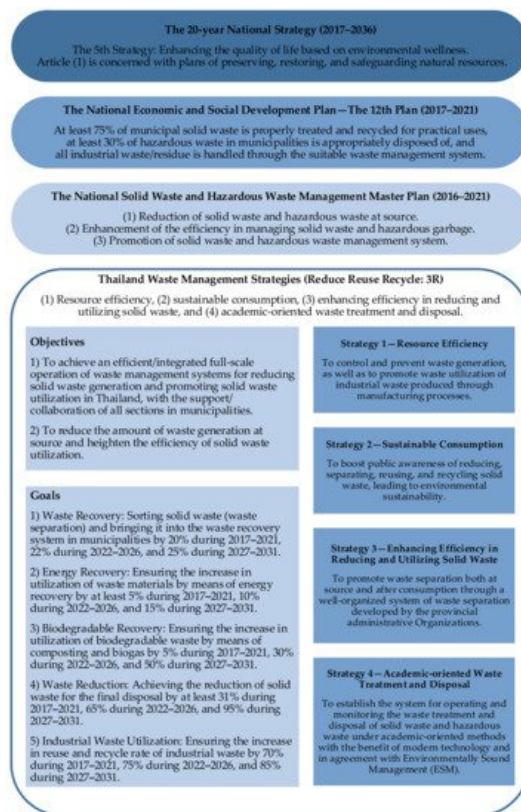 The 20-year National Strategy (2017–2036)
The 5th Strategy: Enhancing the quality of life based on environmental wellness.
Article (1) is concerned with plans of preserving, restoring, and safeguarding natural resources.
The National Economic and Social Development Plan—The 12th Plan (2017–2021)
At least 75% of municipal solid waste is properly treated and recycled for practical uses,
at least 30% of hazardous waste in municipalities is appropriately disposed of, and
all industrial waste/residue is handled through the suitable waste management system.
The National Solid Waste and Hazardous Waste Management Master Plan (2016–2021)
(1) Reduction of solid waste and hazardous waste at source.
(2) Enhancement of the efficiency in managing solid waste and hazardous garbage.
(3) Promotion of solid waste and hazardous waste management system.
Thailand Waste Management Strategies (Reduce Reuse Recycle: 3R)
(1) Resource efficiency, (2) sustainable consumption, (3) enhancing efficiency in reducing and
utilizing solid waste, and (4) academic-oriented waste treatment and disposal.
Objectives
1) To achieve an efficient/integrated full-scale
operation of waste management systems for reducing
solid waste generation and promoting solid waste
utilization in Thailand, with the support/
collaboration of all sections in municipalities.
2) To reduce the amount of waste generation at
source and heighten the efficiency of solid waste
utilization.
Goals
1) Waste Recovery: Sorting solid waste (waste
separation) and bringing it into the waste recovery
system in municipalities by 20% during 2017–2021,
22% during 2022–2026, and 25% during 2027–2031.
2) Energy Recovery: Ensuring the increase in
utilization of waste materials by means of energy
recovery by at least 5% during 2017–2021, 10%
during 2022–2026, and 15% during 2027–2031.
3) Biodegradable Recovery: Ensuring the increase in
utilization of biodegradable waste by means of
composting and biogas by 5% during 2017–2021, 30%
during 2022–2026, and 50% during 2027–2031.
4) Waste Reduction: Achieving the reduction of solid
waste for the final disposal by at least 31% during
2017–2021, 65% during 2022–2026, and 95% during
2027–2031.
5) Industrial Waste Utilization: Ensuring the increase
in reuse and recycle rate of industrial waste by 70%
during 2017–2021, 75% during 2022–2026, and 85%
during 2027–2031.
Strategy 1—Resource Efficiency
To control and prevent waste generation,
as well as to promote waste utilization of
industrial waste produced through
manufacturing processes.
Strategy 2—Sustainable Consumption
To boost public awareness of reducing,
separating, reusing, and recycling solid
waste, leading to environmental
sustainability.
Strategy 3—Enhancing Efficiency in
Reducing and Utilizing Solid Waste
To promote waste separation both at
source and after consumption through a
well-organized system of waste separation
developed by the provincial
administrative Organizations.
Strategy 4—Academic-oriented Waste
Treatment and Disposal
To establish the system for operating and
monitoring the waste treatment and
disposal of solid waste and hazardous
waste under academic-oriented methods
with the benefit of modern technology and
in agreement with Environmentally Sound
Management (ESM).